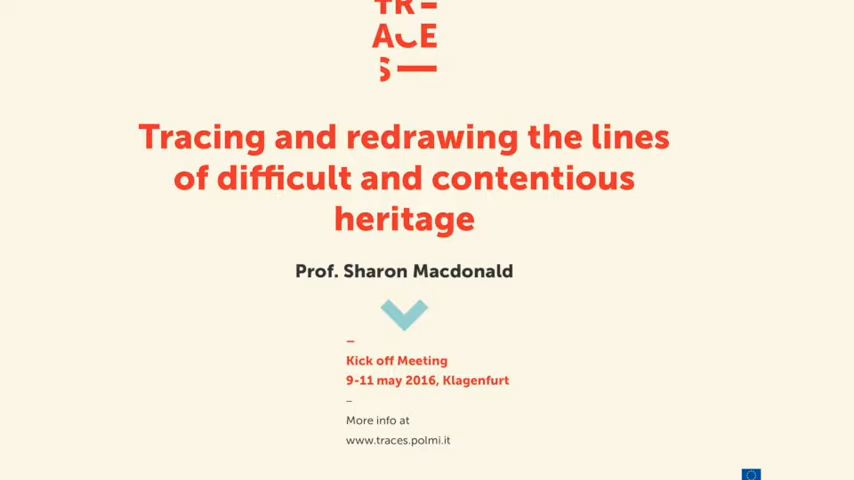 TR–
ACE
S—
Tracing and redrawing the lines
of difficult and contentious
heritage
Prof. Sharon Macdonald
–
Kick off Meeting
9-11 may 2016, Klagenfurt
–
More info at
www.traces.polmi.it